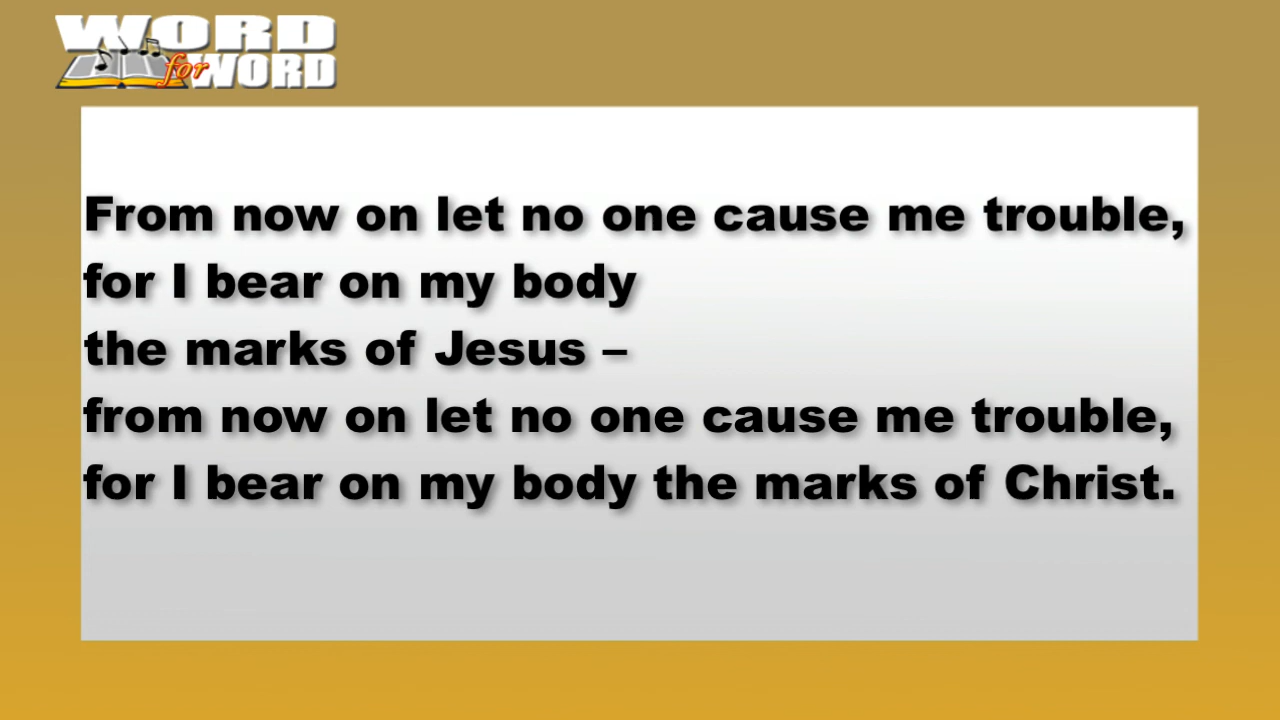 WORD
for WORD
From now on let no one cause me trouble,
for I bear on my body
the marks of Jesus –
from now on let no one cause me trouble,
for I bear on my body the marks of Christ.